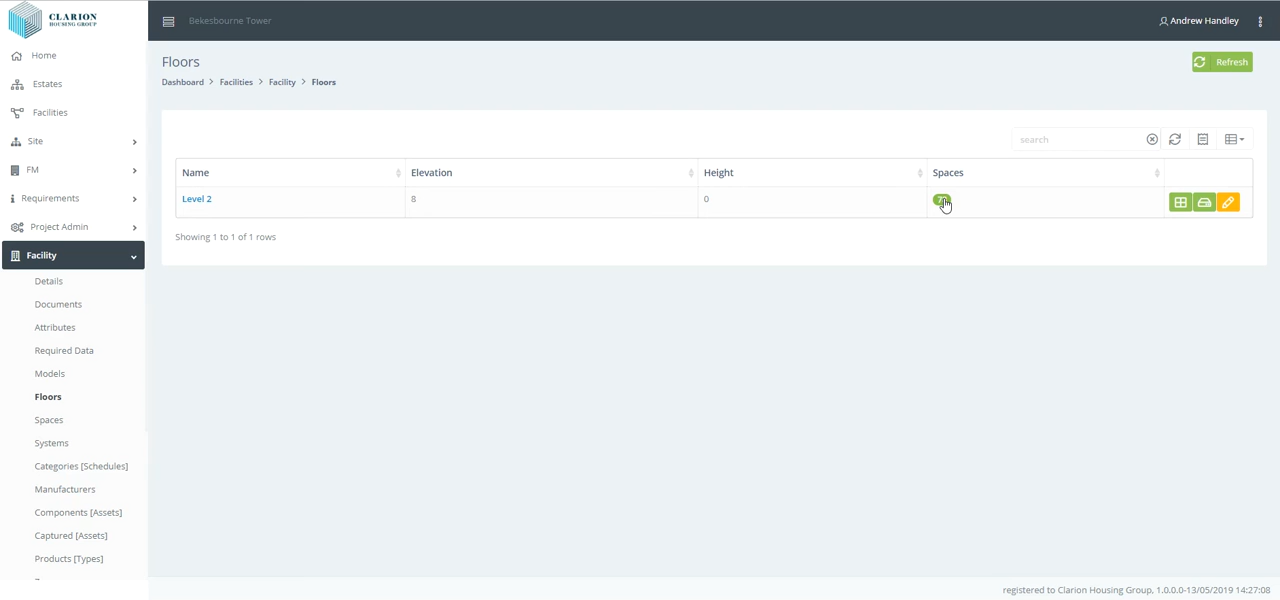 CLARION
HOUSING GROUP
Bekesbourne Tower
Andrew Handley
Home
Estates
Facilities
Site
FM
Requirements
Project Admin
Facility
Details
Documents
Attributes
Required Data
Models
Floors
Spaces
Systems
Categories [Schedules]
Manufacturers
Components [Assets]
Captured [Assets]
Products [Types]
Floors
Refresh
Dashboard > Facilities > Facility > Floors
search
Name Elevation Height Spaces
Level 2 8 0
Showing 1 to 1 of 1 rows
registered to Clarion Housing Group, 1.0.0.0-13/05/2019 14:27:08